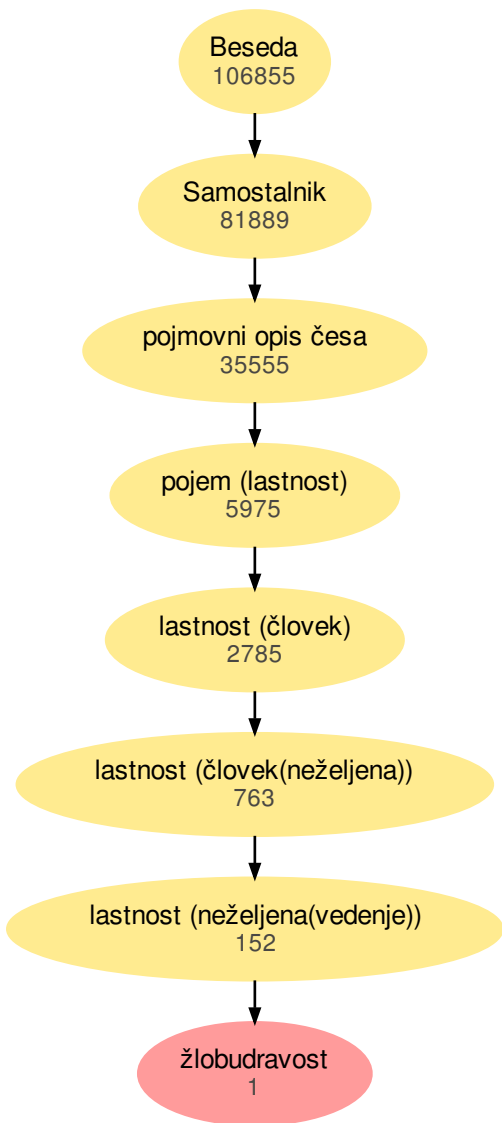 Beseda
106855
Samostalnik
81889
pojmovni opis česa
35555
pojem (lastnost)
5975
lastnost (človek)
2785
lastnost (človek(neželjena))
763
lastnost (neželjena(vedenje))
152
žlobudravost
1